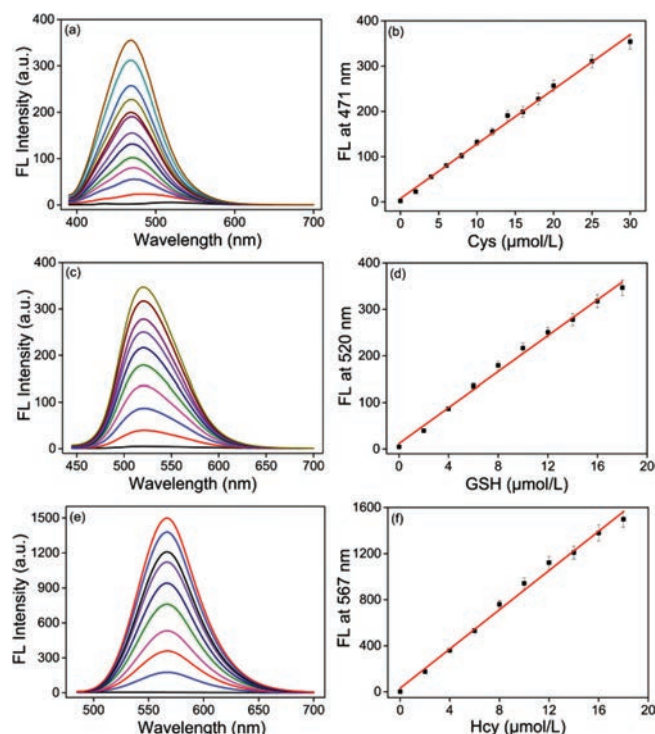 (a)
FL Intensity (a.u.)
400
300
200
100
0
400 500 600 700
Wavelength (nm)
(b)
FL at 471 nm
400
300
200
100
0
0 5 10 15 20 25 30
Cys (μmol/L)
(c)
FL Intensity (a.u.)
400
300
200
100
0
450 500 550 600 650 700
Wavelength (nm)
(d)
FL at 520 nm
400
300
200
100
0
0 4 8 12 16 20
GSH (μmol/L)
(e)
FL Intensity (a.u.)
1500
1200
900
600
300
0
500 550 600 650 700
Wavelength (nm)
(f)
FL at 567 nm
1600
1200
800
400
0
0 4 8 12 16 20
Hcy (μmol/L)